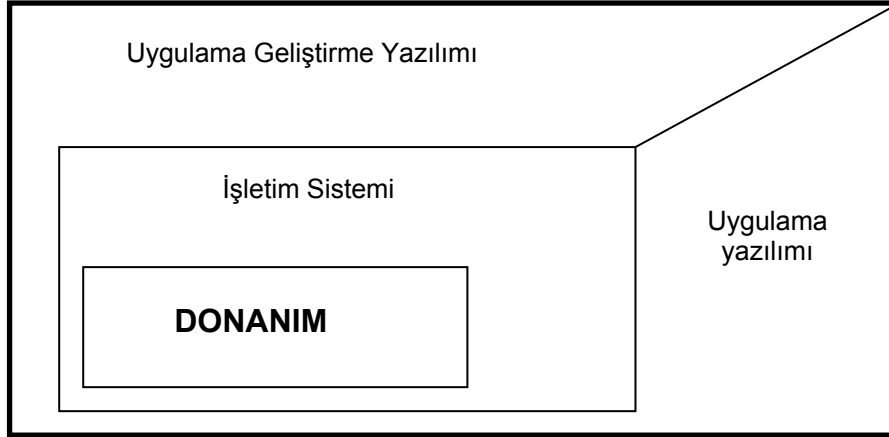 Uygulama Geliştirme Yazılımı
İşletim Sistemi
Uygulama
yazılımı
DONANIM